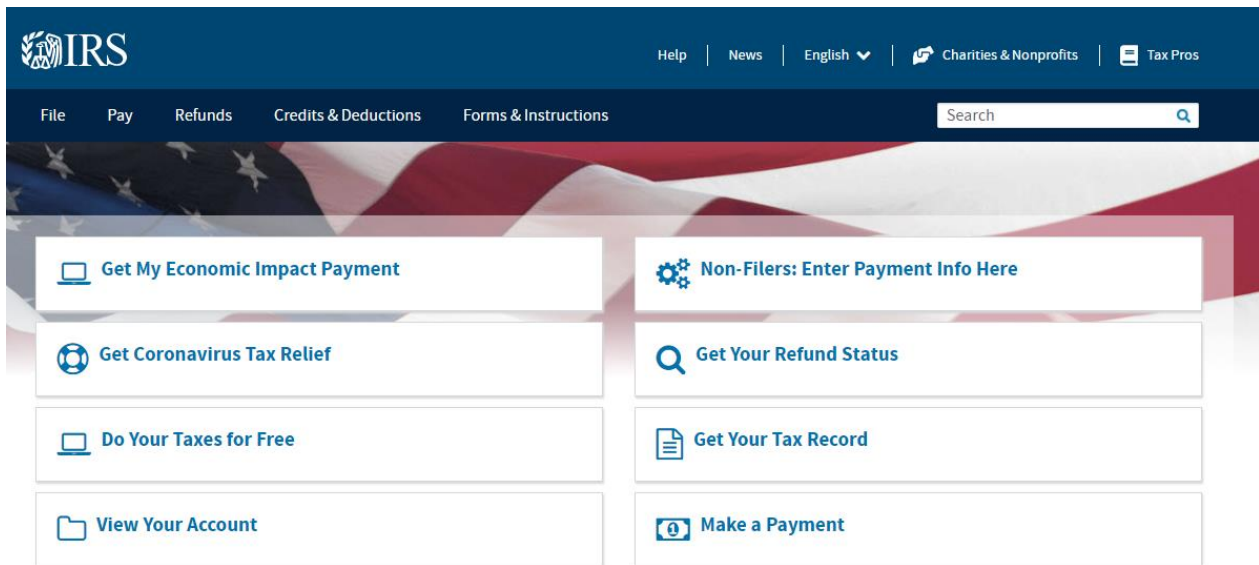 IRS
Help News English Charities & Nonprofits Tax Pros
File Pay Refunds Credits & Deductions Forms & Instructions Search
Get My Economic Impact Payment
Non-Filers: Enter Payment Info Here
Get Coronavirus Tax Relief
Get Your Refund Status
Do Your Taxes for Free
Get Your Tax Record
View Your Account
Make a Payment